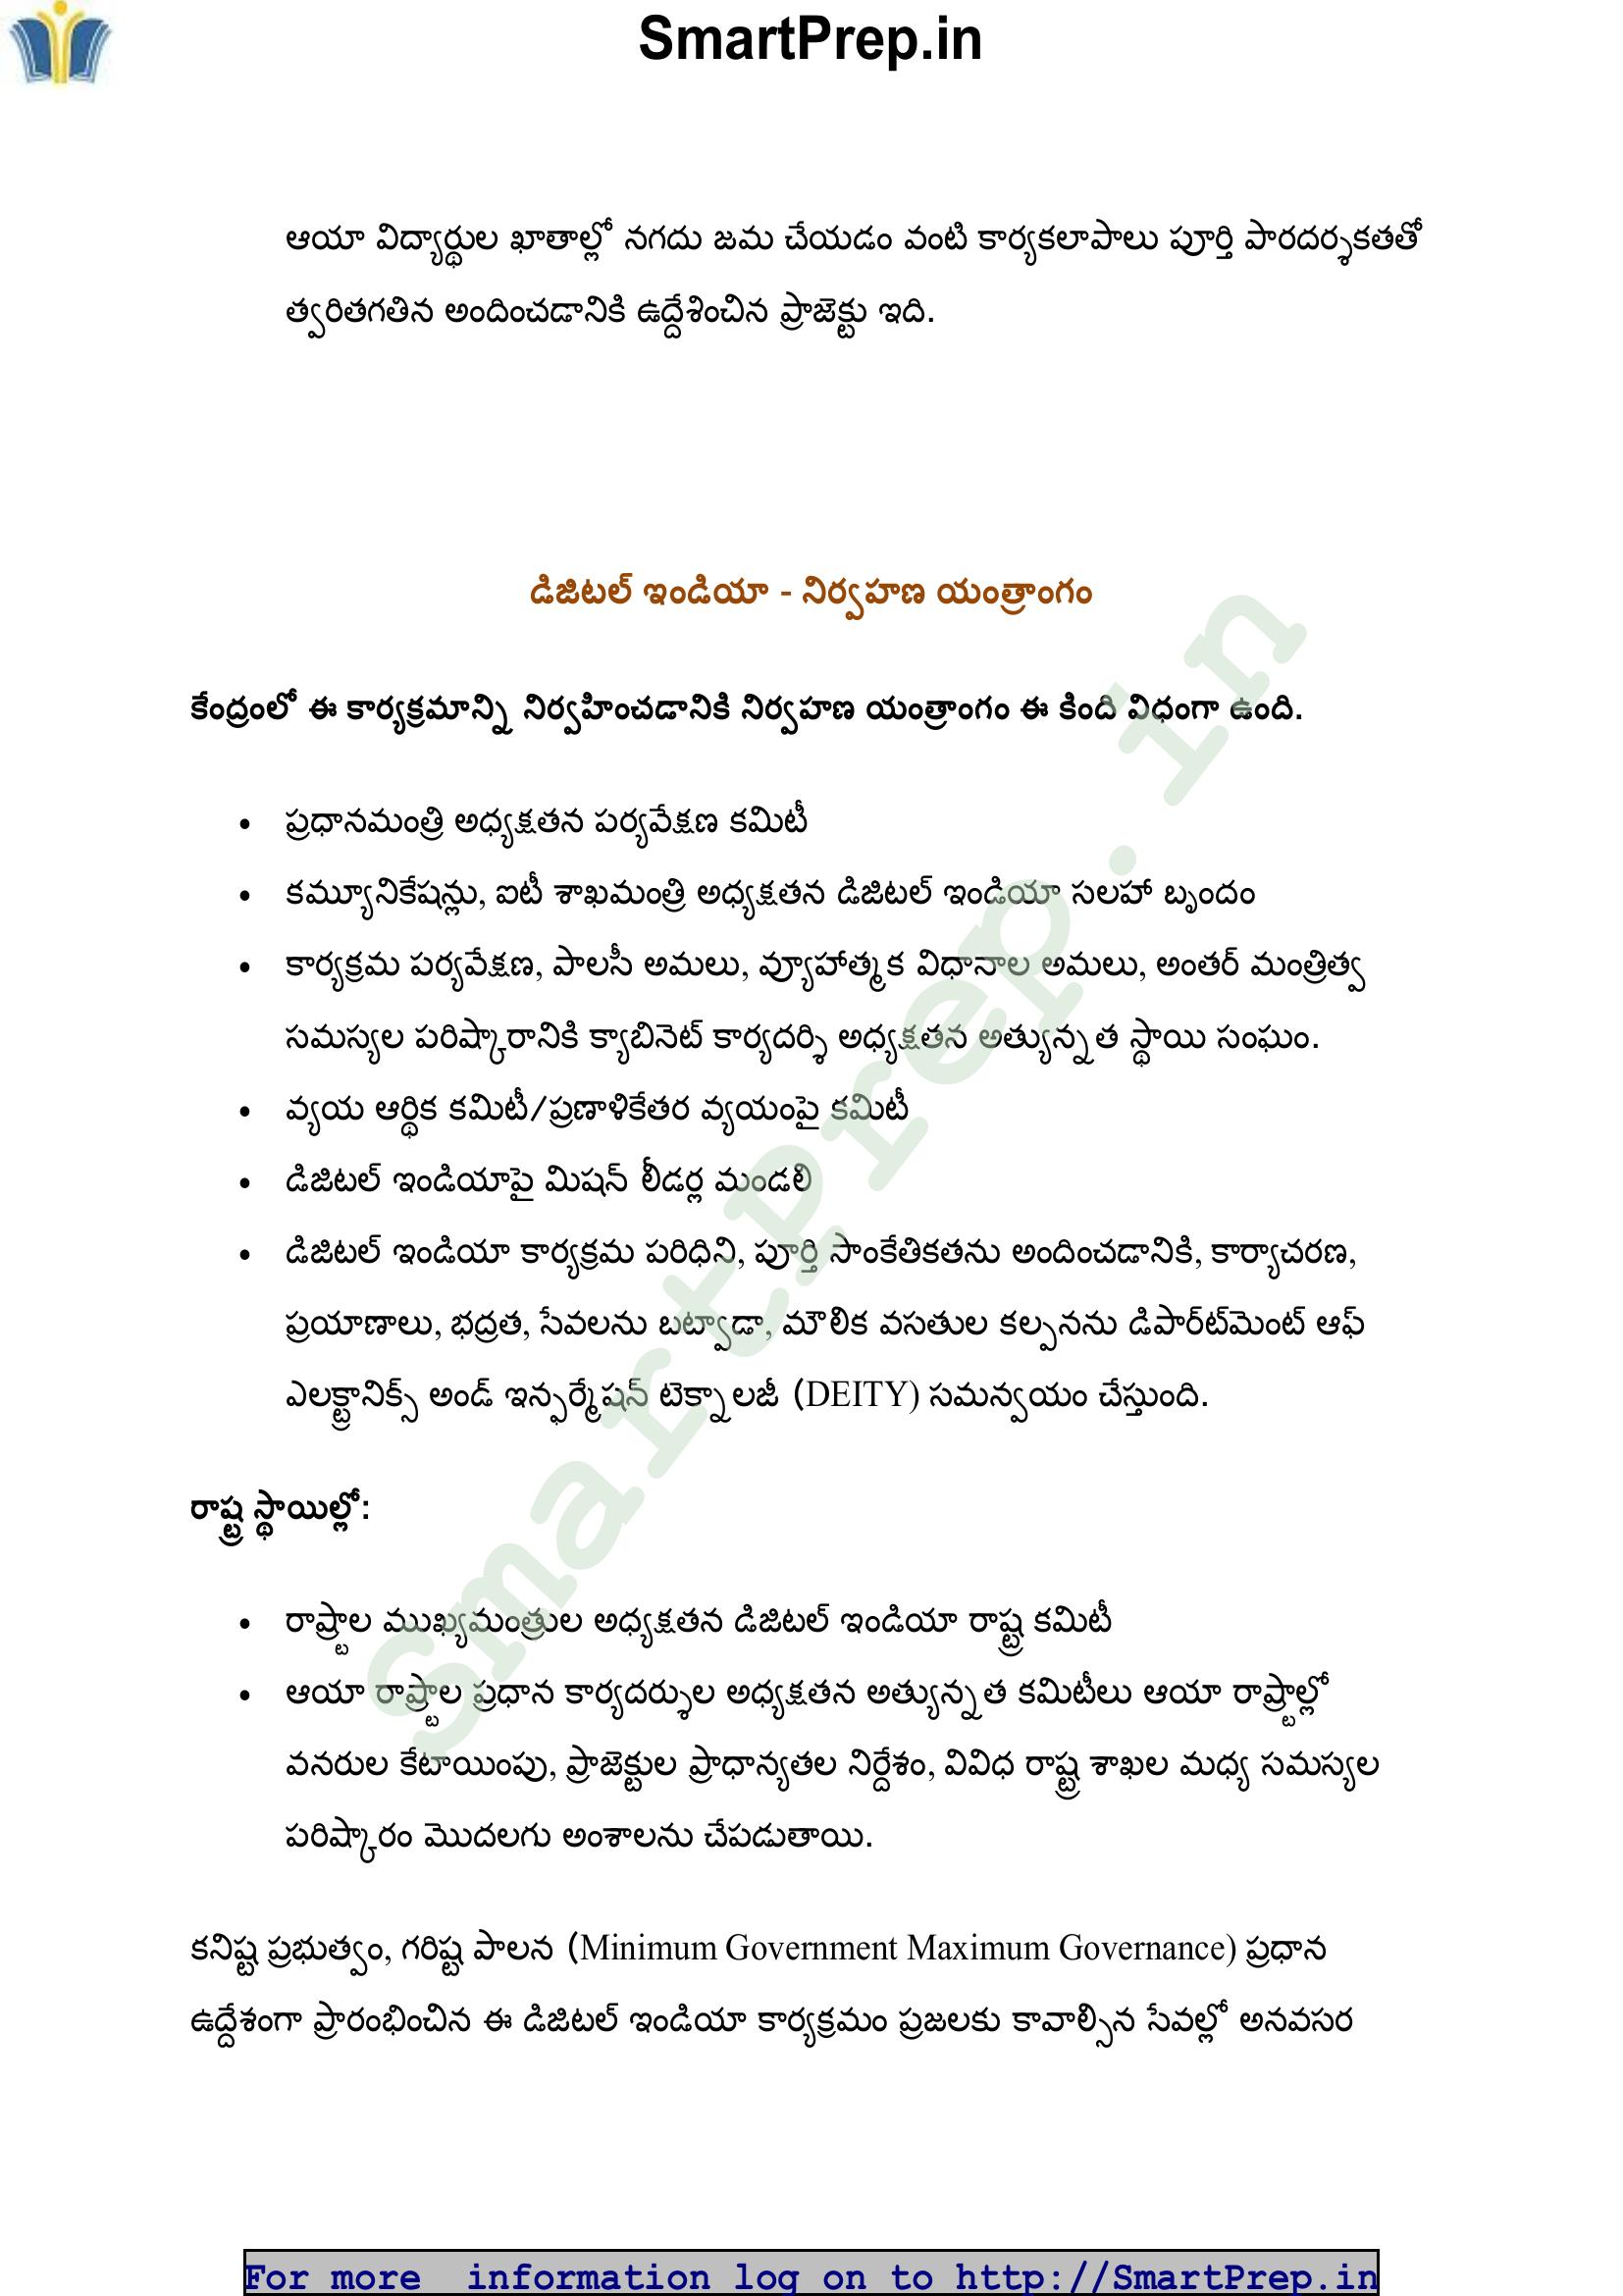 SmartPrep.in
ఆయా విద్యార్థుల ఖాతాల్లో నగదు జమ చేయడం వంటి కార్యకలాపాలు పూర్తి పారదర్శకతతో
త్వరితగతిన అందించడానికి ఉద్దేశించిన ప్రాజెక్టు ఇది.
డిజిటల్ ఇండియా - నిర్వహణ యంత్రాంగం
కేంద్రంలో ఈ కార్యక్రమాన్ని నిర్వహించడానికి నిర్వహణ యంత్రాంగం ఈ కింది విధంగా ఉంది.
• ప్రధానమంత్రి అధ్యక్షతన పర్యవేక్షణ కమిటీ
• కమ్యూనికేషన్లు, ఐటీ శాఖమంత్రి అధ్యక్షతన డిజిటల్ ఇండియా సలహా బృందం
• కార్యక్రమ పర్యవేక్షణ, పాలసీ అమలు, వ్యూహాత్మక విధానాల అమలు, అంతర్ మంత్రిత్వ
సమస్యల పరిష్కారానికి క్యాబినెట్ కార్యదర్శి అధ్యక్షతన అత్యున్నత స్థాయి సంఘం.
• వ్యయ ఆర్థిక కమిటీ/ప్రణాళికేతర వ్యయంపై కమిటీ
• డిజిటల్ ఇండియాపై మిషన్ లీడర్ల మండలి
• డిజిటల్ ఇండియా కార్యక్రమ పరిధిని, పూర్తి సాంకేతికతను అందించడానికి, కార్యాచరణ,
ప్రయాణాలు, భద్రత, సేవలను బట్వాడా, మౌలిక వసతుల కల్పనను డిపార్ట్‌మెంట్ ఆఫ్
ఎలక్ట్రానిక్స్ అండ్ ఇన్ఫర్మేషన్ టెక్నాలజీ (DEITY) సమన్వయం చేస్తుంది.
రాష్ట్ర స్థాయిల్లో:
• రాష్ట్రాల ముఖ్యమంత్రుల అధ్యక్షతన డిజిటల్ ఇండియా రాష్ట్ర కమిటీ
• ఆయా రాష్ట్రాల ప్రధాన కార్యదర్శుల అధ్యక్షతన అత్యున్నత కమిటీలు ఆయా రాష్ట్రాల్లో
వనరుల కేటాయింపు, ప్రాజెక్టుల ప్రాధాన్యతల నిర్దేశం, వివిధ రాష్ట్ర శాఖల మధ్య సమస్యల
పరిష్కారం మొదలగు అంశాలను చేపడుతాయి.
కనిష్ట ప్రభుత్వం, గరిష్ట పాలన (Minimum Government Maximum Governance) ప్రధాన
ఉద్దేశంగా ప్రారంభించిన ఈ డిజిటల్ ఇండియా కార్యక్రమం ప్రజలకు కావాల్సిన సేవల్లో అనవసర
SmartPrep.in
For more information log on to http://SmartPrep.in